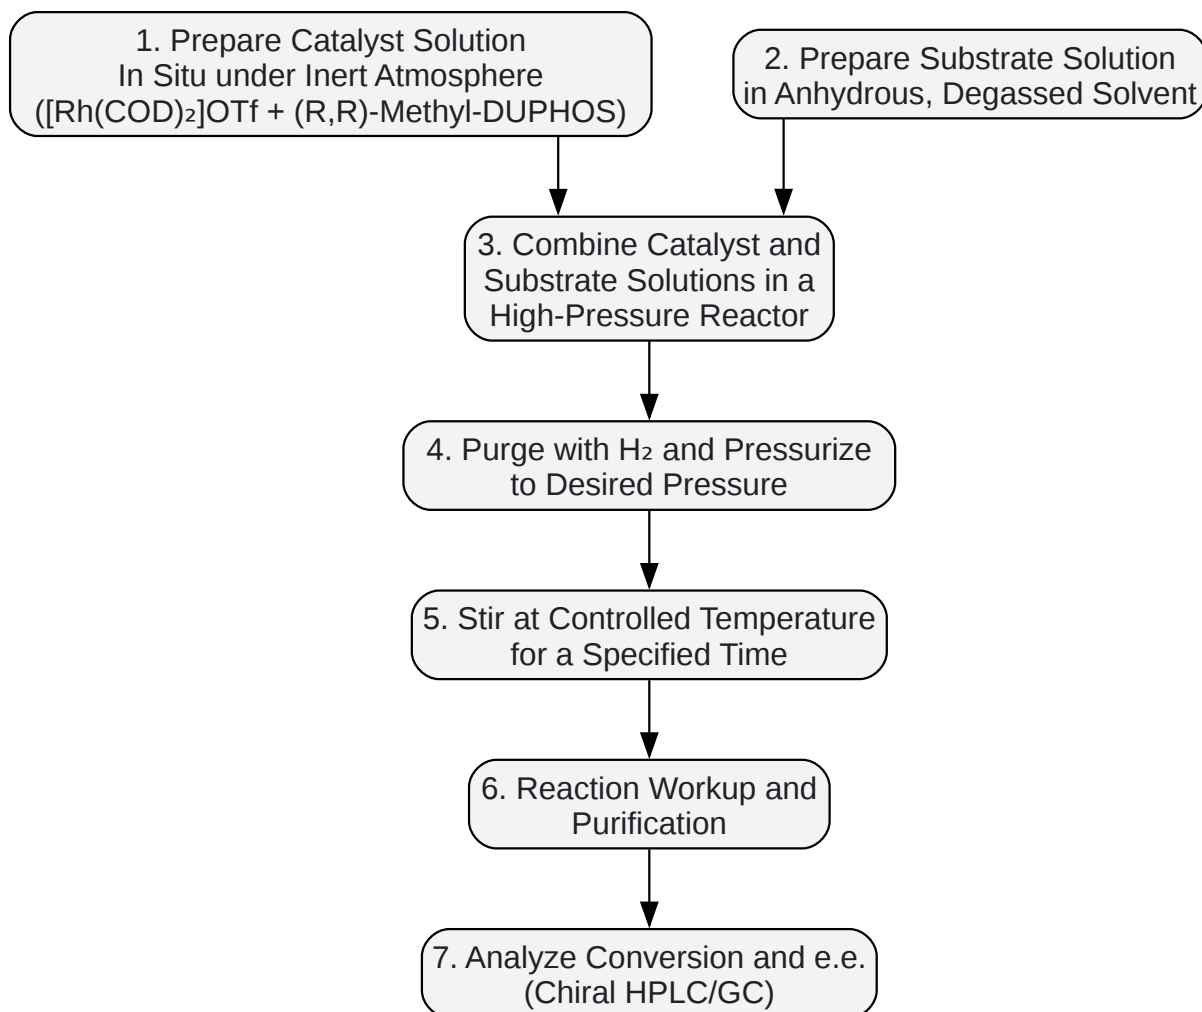 1. Prepare Catalyst Solution
In Situ under Inert Atmosphere
([Rh(COD)₂]OTf + (R,R)-Methyl-DUPHOS)
2. Prepare Substrate Solution
in Anhydrous, Degassed Solvent
3. Combine Catalyst and
Substrate Solutions in a
High-Pressure Reactor
4. Purge with H₂ and Pressurize
to Desired Pressure
5. Stir at Controlled Temperature
for a Specified Time
6. Reaction Workup and
Purification
7. Analyze Conversion and e.e.
(Chiral HPLC/GC)